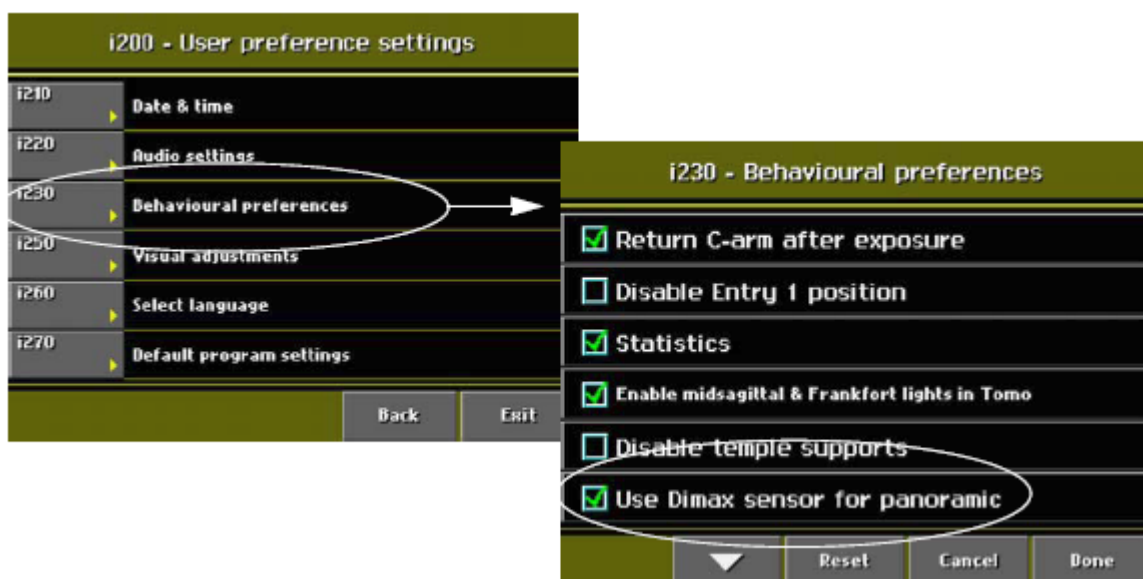 i200 - User preference settings
i210
Date & time
i220
Audio settings
i230
Behavioural preferences
i250
Visual adjustments
i260
Select language
i270
Default program settings
Back
Exit
i230 - Behavioural preferences
Return C-arm after exposure
Disable Entry 1 position
Statistics
Enable midsagittal & Frankfort lights in Tomo
Disable temple supports
Use Dimax sensor for panoramic
Reset
Cancel
Done